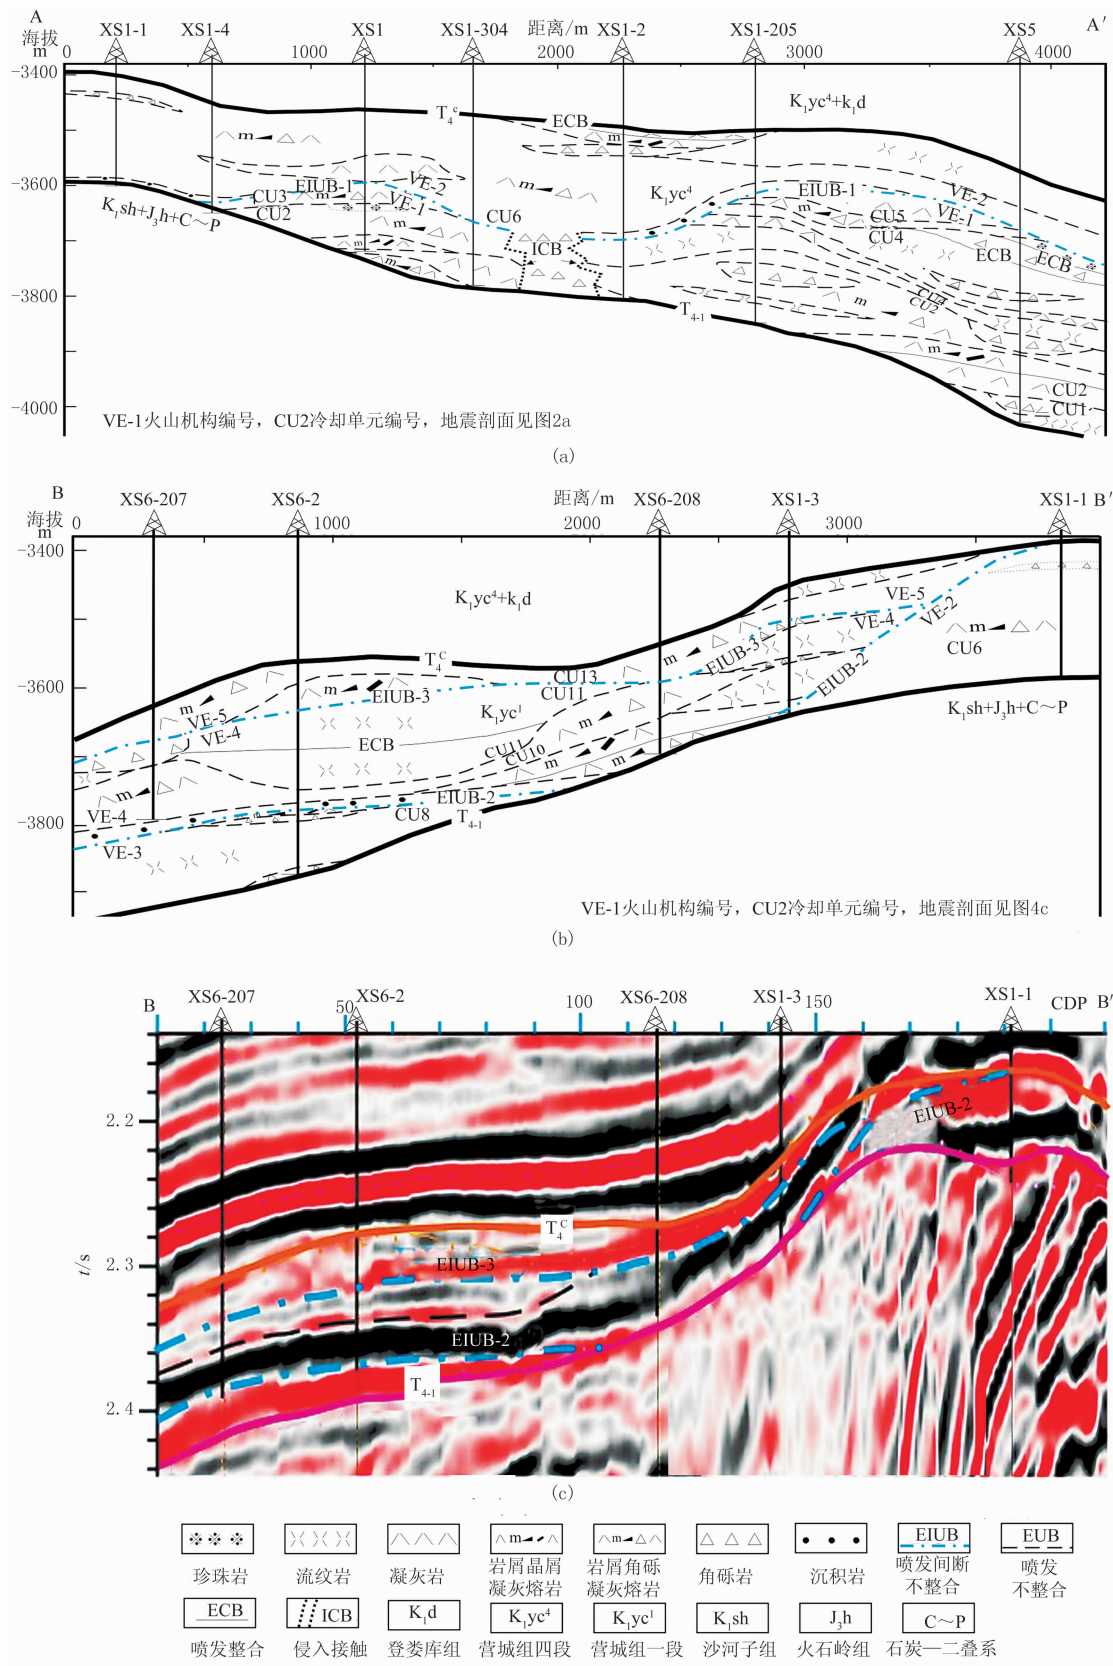 A XS1-1 XS1-4 XS1 XS1-304 距离/m XS1-2 XS1-205 XS5 A′
海拔
m 0 1000 2000 3000 4000
−3400
−3600
−3800
−4000
T₄ᶜ
ECB
K₁yc⁴+k₁d
m
m
m
K₁yc⁴
EIUB-1
VE-2
CU3
m
VE-1
CU2
K₁sh+J₃h+C～P
CU6
ICB
m
m
m
EIUB-1
VE-2
m
CU5
VE-1
CU4
ECB
ECB
CU4
CU2
m
T₄₋₁
m
CU2
CU1
VE-1火山机构编号，CU2冷却单元编号，地震剖面见图2a
(a)
B XS6-207 XS6-2 距离/m XS6-208 XS1-3 XS1-1 B′
海拔
m 0 1000 2000 3000
−3400
−3600
−3800
K₁yc⁴+k₁d
T₄ᶜ
VE-5
VE-4
VE-2
EIUB-3
EIUB-2
m
CU6
K₁sh+J₃h+C～P
m
CU13
CU11
m
EIUB-3
m
VE-5
VE-4
K₁yc¹
ECB
CU11
CU10
m
m
m
m
VE-4
EIUB-2
CU8
T₄₋₁
VE-3
VE-1火山机构编号，CU2冷却单元编号，地震剖面见图4c
(b)
B XS6-207 50 XS6-2 100 XS6-208 XS1-3 150 XS1-1 CDP B′
2.2
2.3
2.4
t/s
EIUB-2
T₄ᶜ
EIUB-3
EIUB-2
T₄₋₁
(c)
m m EIUB EUB
珍珠岩 流纹岩 凝灰岩 岩屑晶屑 岩屑角砾 角砾岩 沉积岩 喷发间断 喷发
凝灰熔岩 凝灰熔岩 不整合 不整合
ECB ICB K₁d K₁yc⁴ K₁yc¹ K₁sh J₃h C～P
喷发整合 侵入接触 登娄库组 营城组四段 营城组一段 沙河子组 火石岭组 石炭—二叠系